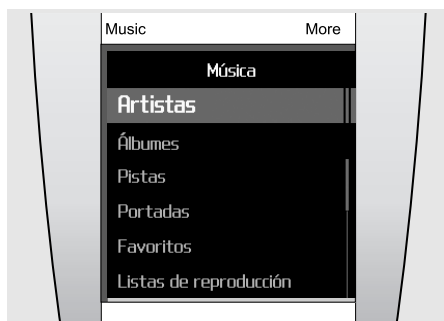 Music More
Música
Artistas
Álbumes
Pistas
Portadas
Favoritos
Listas de reproducción